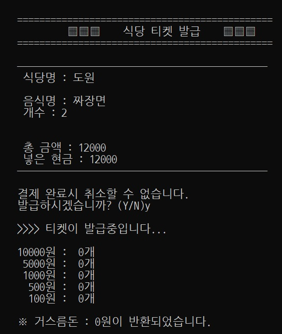 ▩▩▩ 식당 티켓 발급 ▩▩▩
식당명 : 도원
음식명 : 짜장면
개수 : 2
총 금액 : 12000
넣은 현금 : 12000
결제 완료시 취소할 수 없습니다.
발급하시겠습니까? (Y/N)y
>>>> 티켓이 발급중입니다...
10000원 : 0개
5000원 : 0개
1000원 : 0개
500원 : 0개
100원 : 0개
※ 거스름돈 : 0원이 반환되었습니다.